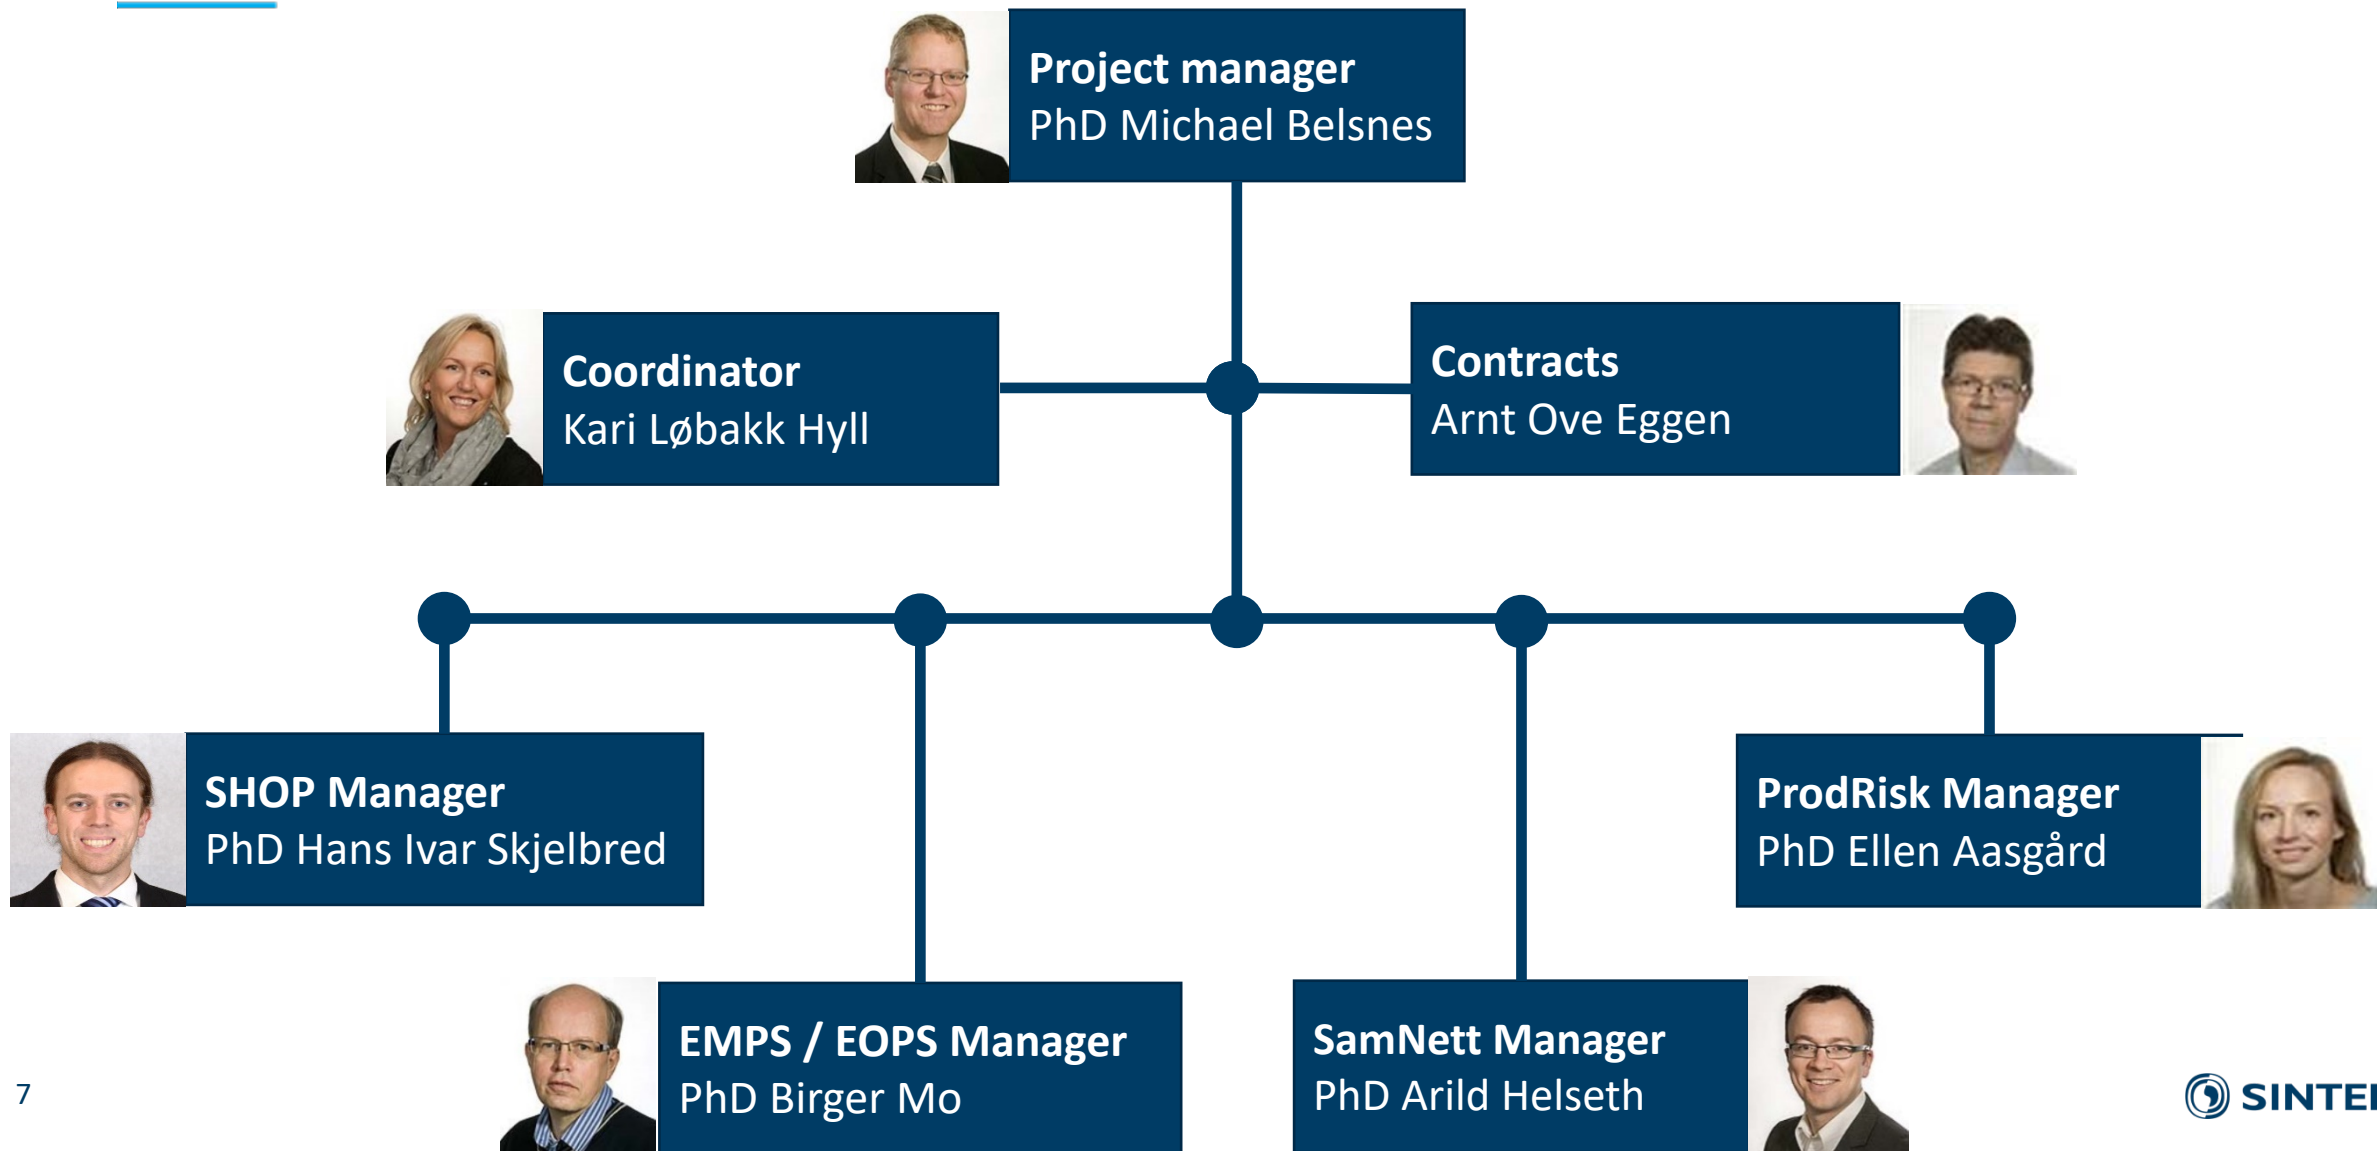 Project manager
PhD Michael Belsnes
Coordinator
Kari Løbakk Hyll
Contracts
Arnt Ove Eggen
SHOP Manager
PhD Hans Ivar Skjelbred
ProdRisk Manager
PhD Ellen Aasgård
EMPS / EOPS Manager
PhD Birger Mo
SamNett Manager
PhD Arild Helseth
7
SINTEF